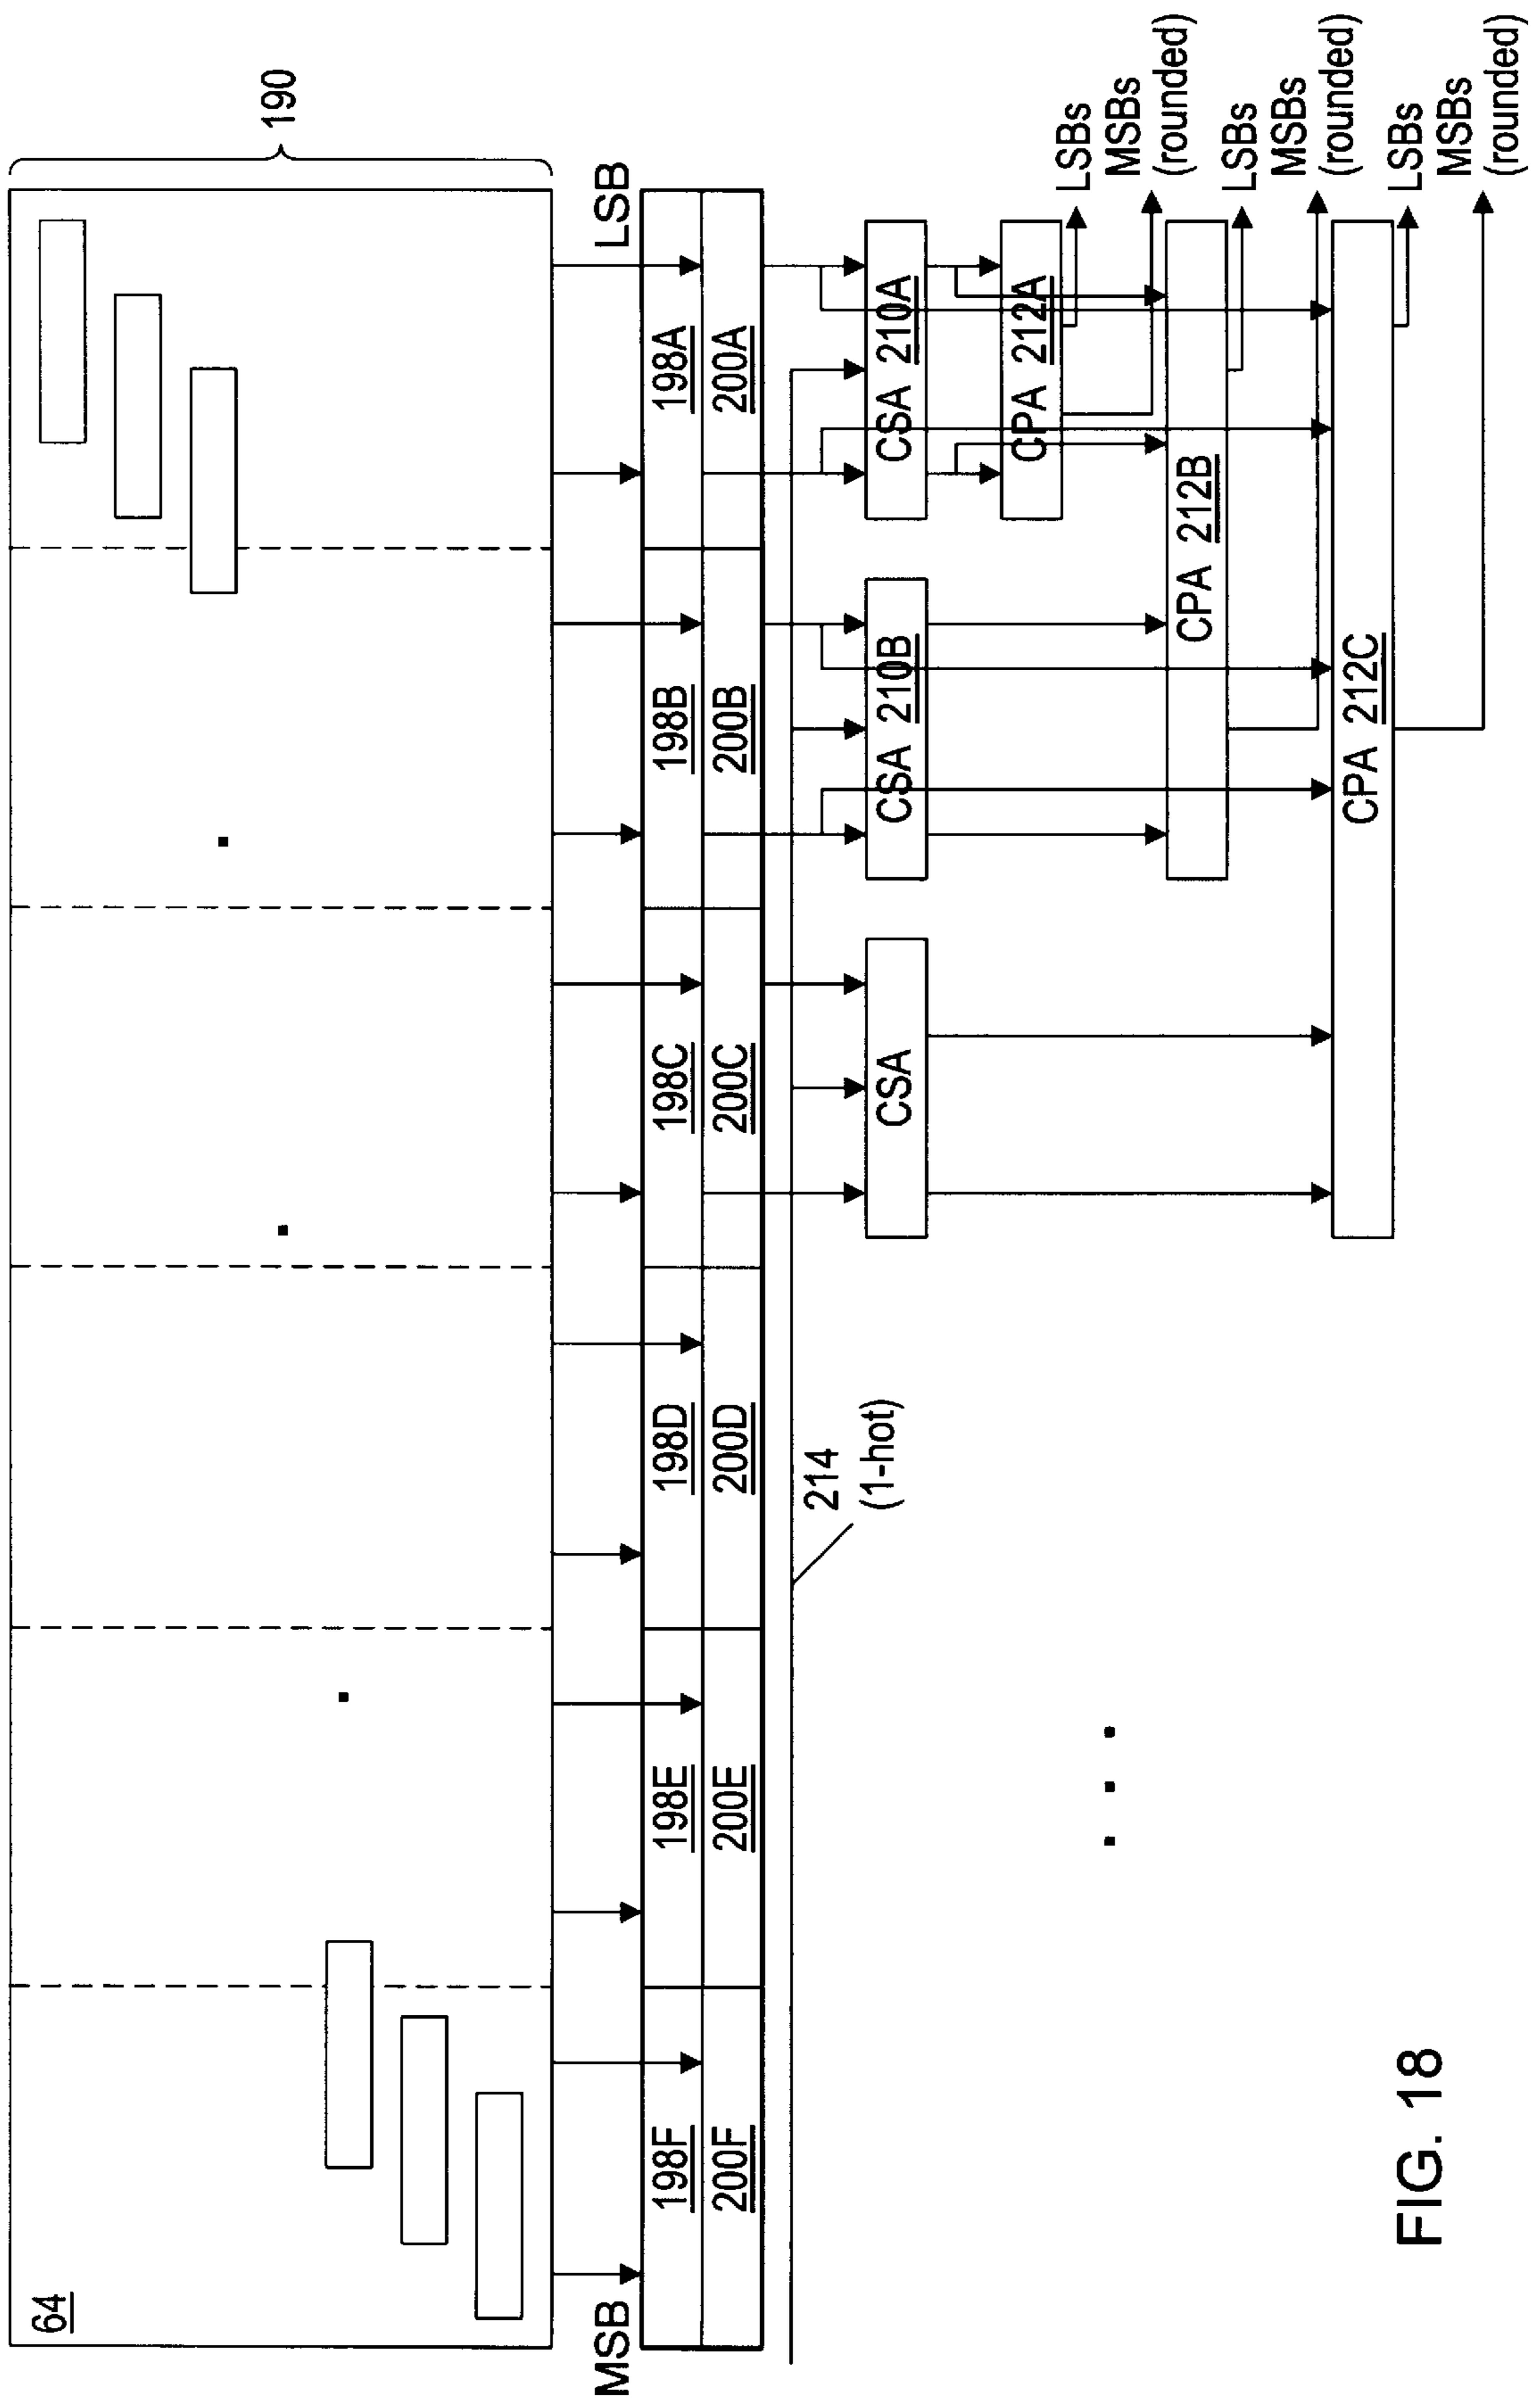 64
190
MSB
LSB
198F
198E
198D
198C
198B
198A
200F
200E
200D
200C
200B
200A
214
(1-hot)
CSA
CSA 210B
CSA 210A
CPA 212A
LSBs
MSBs
(rounded)
CPA 212B
LSBs
MSBs
(rounded)
CPA 212C
LSBs
MSBs
(rounded)
FIG. 18